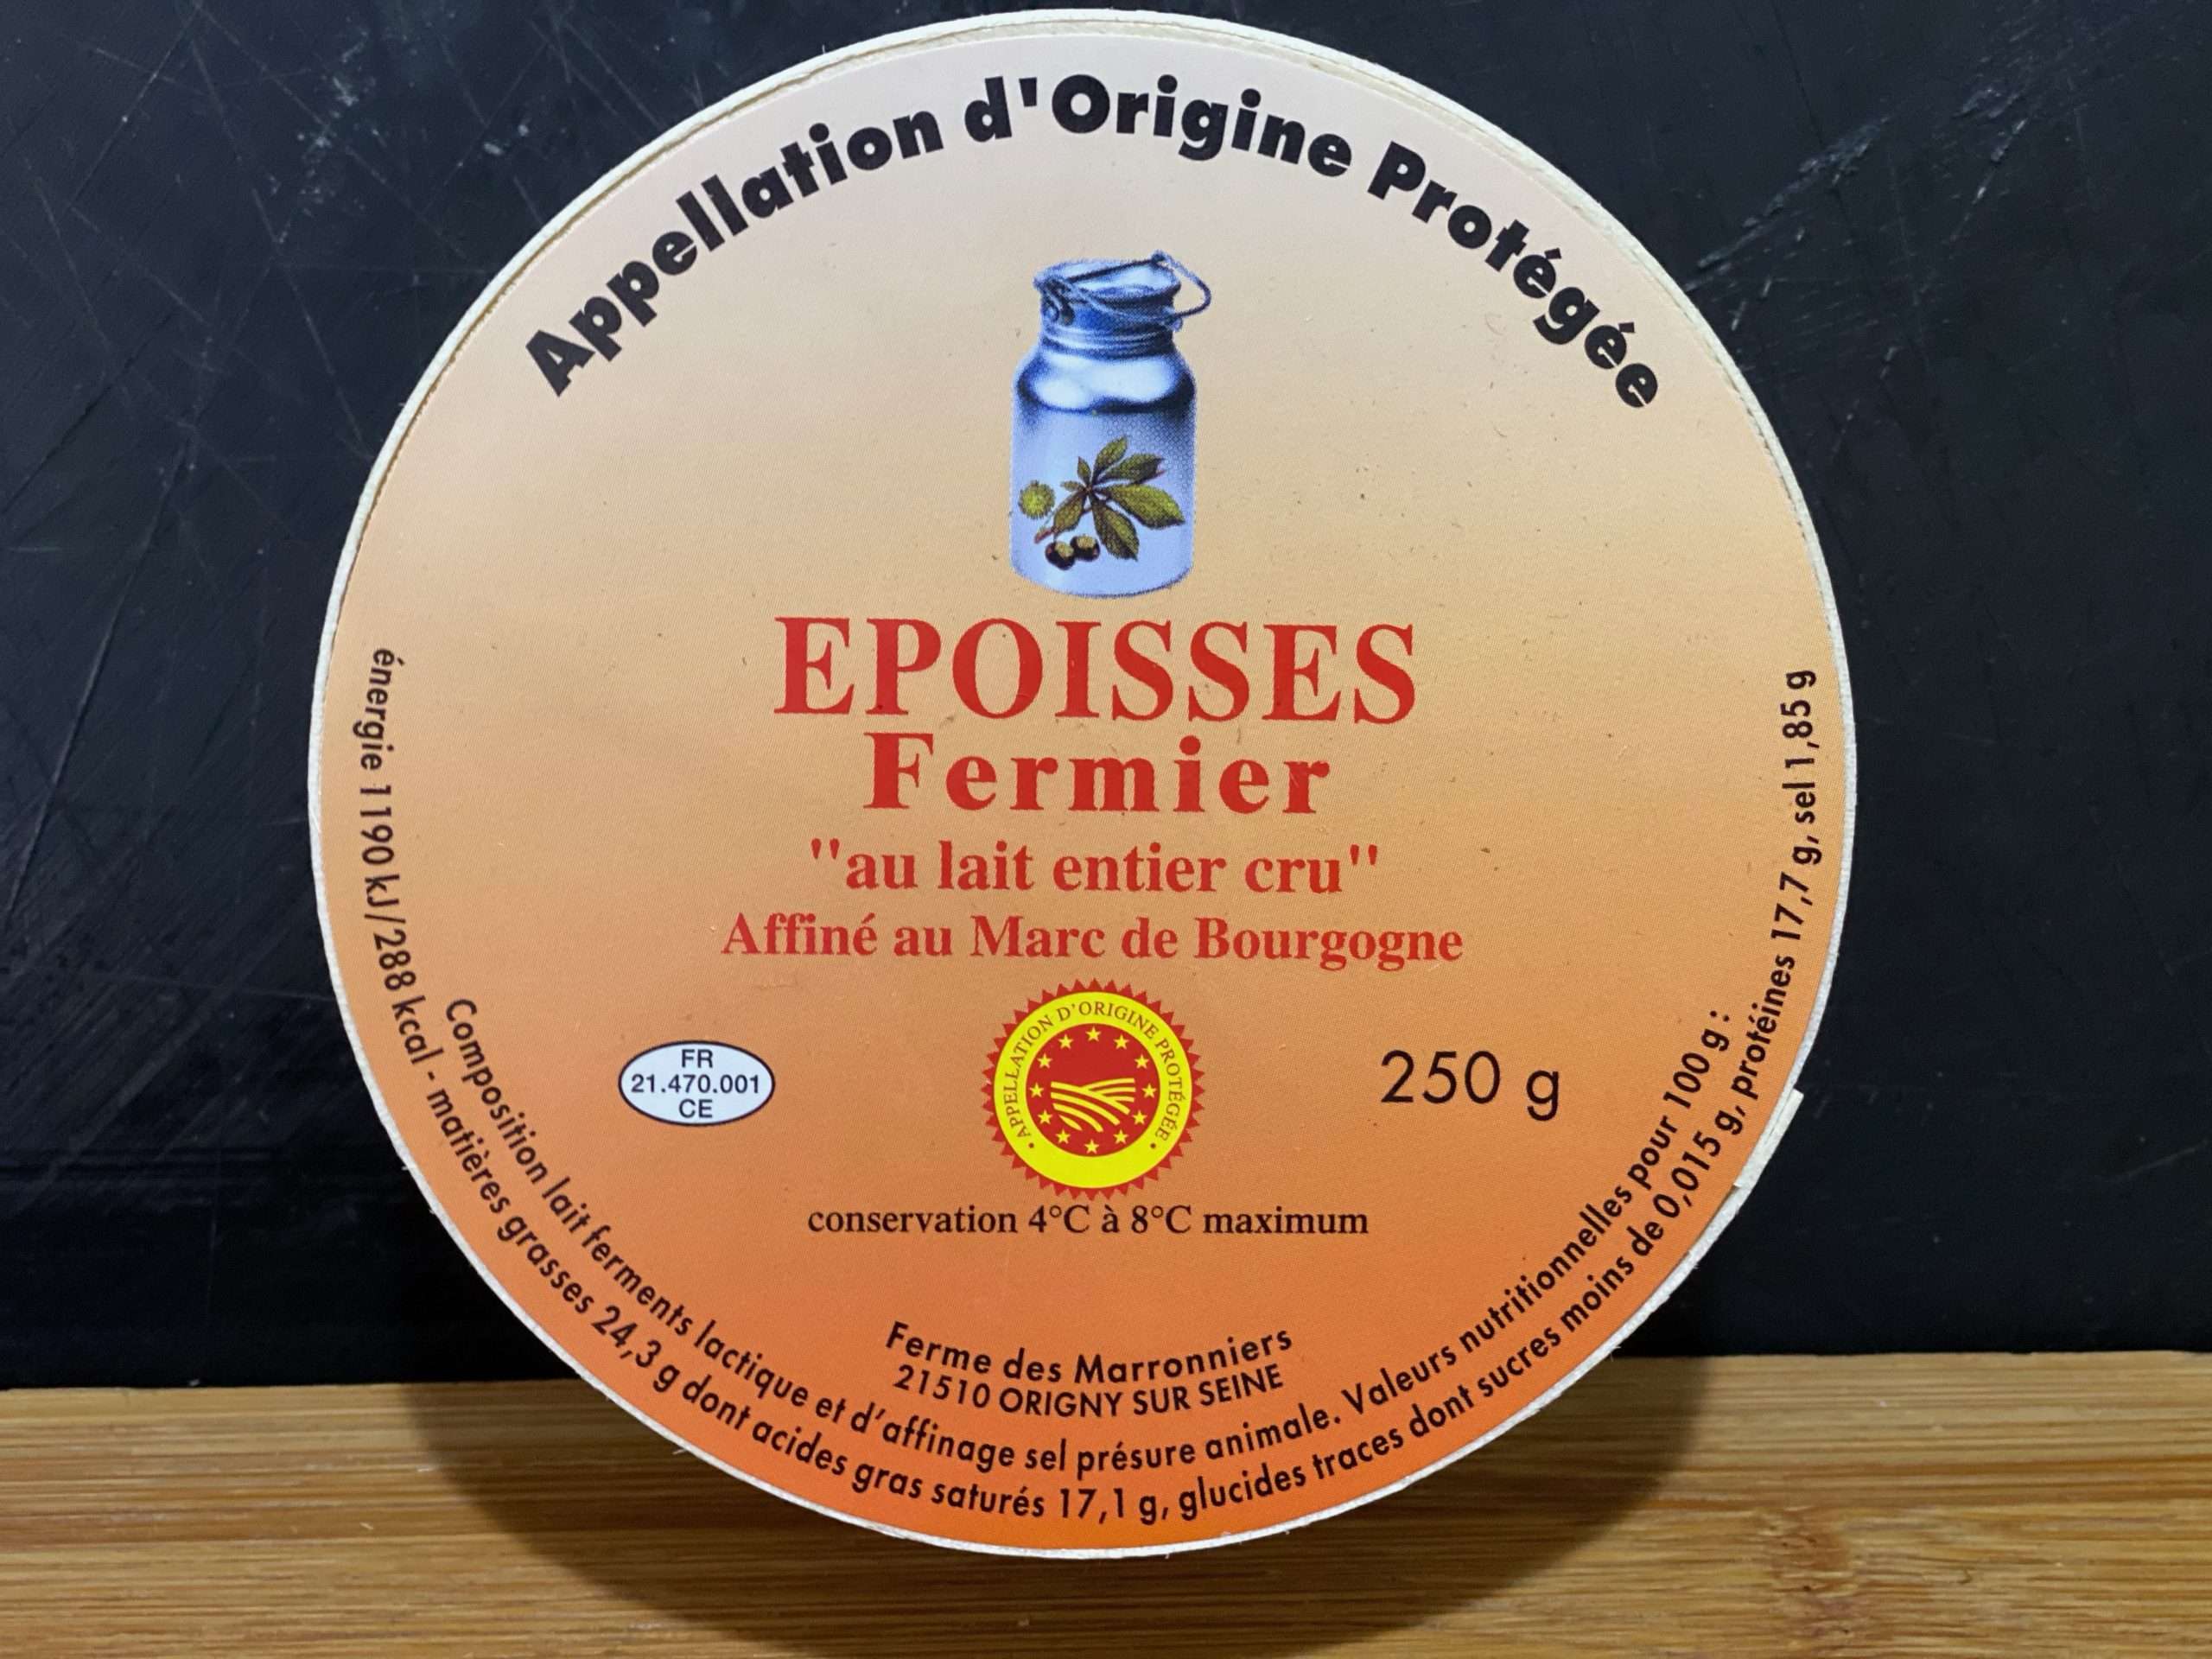 Appellation d'Origine Protégée
EPOISSES
Fermier
"au lait entier cru"
Affiné au Marc de Bourgogne
FR
21.470.001
CE
APPELLATION D'ORIGINE PROTÉGÉE
250 g
conservation 4°C à 8°C maximum
Ferme des Marronniers
21510 ORIGNY SUR SEINE
Composition lait ferments lactique et d'affinage sel présure animale. Valeurs nutritionnelles pour 100 g :
énergie 1190 kJ/288 kcal - matières grasses 24,3 g dont acides gras saturés 17,1 g, glucides traces dont sucres moins de 0,015 g, protéines 17,7 g, sel 1,85 g